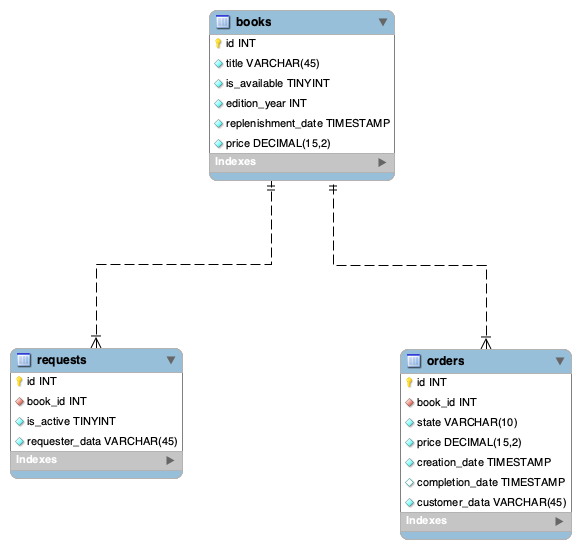 books
id INT
title VARCHAR(45)
is_available TINYINT
edition_year INT
replenishment_date TIMESTAMP
price DECIMAL(15,2)
Indexes
requests
id INT
book_id INT
is_active TINYINT
requester_data VARCHAR(45)
Indexes
orders
id INT
book_id INT
state VARCHAR(10)
price DECIMAL(15,2)
creation_date TIMESTAMP
completion_date TIMESTAMP
customer_data VARCHAR(45)
Indexes